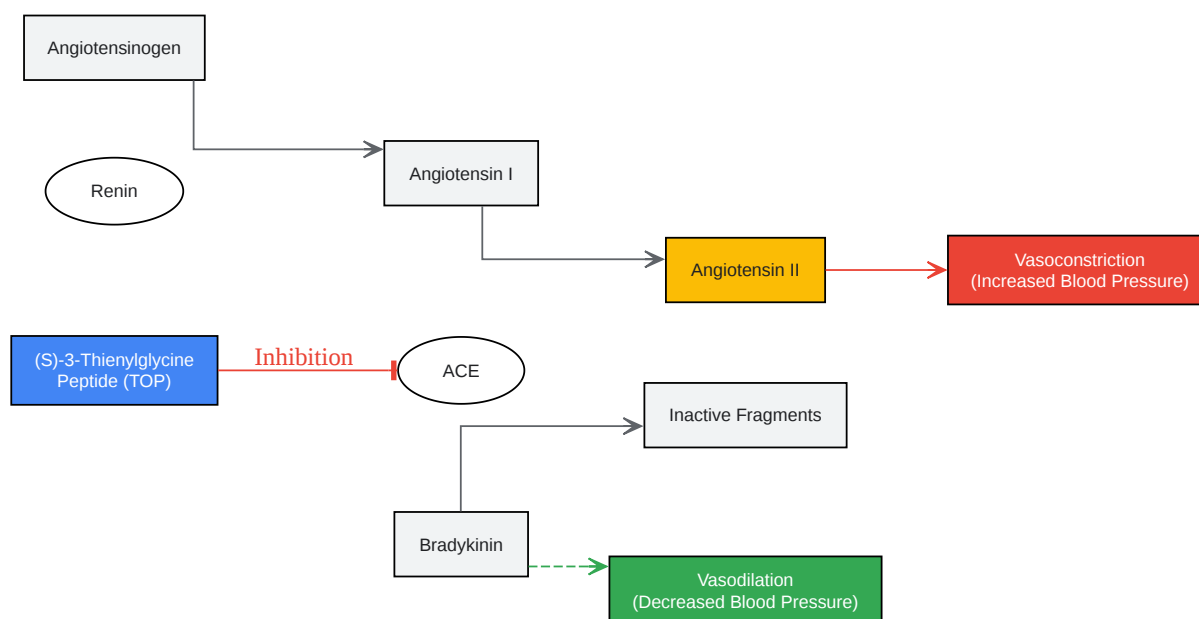 Angiotensinogen
Renin
Angiotensin I
Angiotensin II
Vasoconstriction
(Increased Blood Pressure)
(S)-3-Thienylglycine
Peptide (TOP)
Inhibition
ACE
Inactive Fragments
Bradykinin
Vasodilation
(Decreased Blood Pressure)